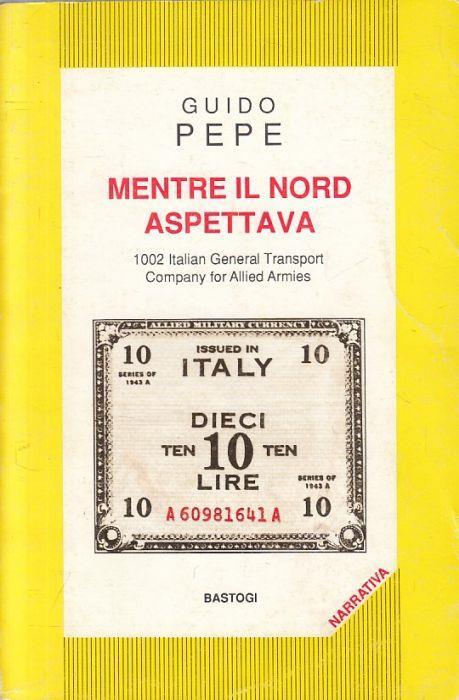 GUIDO
PEPE
MENTRE IL NORD
ASPETTAVA
1002 Italian General Transport
Company for Allied Armies
ALLIED MILITARY CURRENCY
10 ISSUED IN 10
SERIES OF
1943 A
ITALY
DIECI
TEN 10 TEN
LIRE
SERIES OF
1943 A
10 A60981641A 10
BASTOGI
NARRATIVA